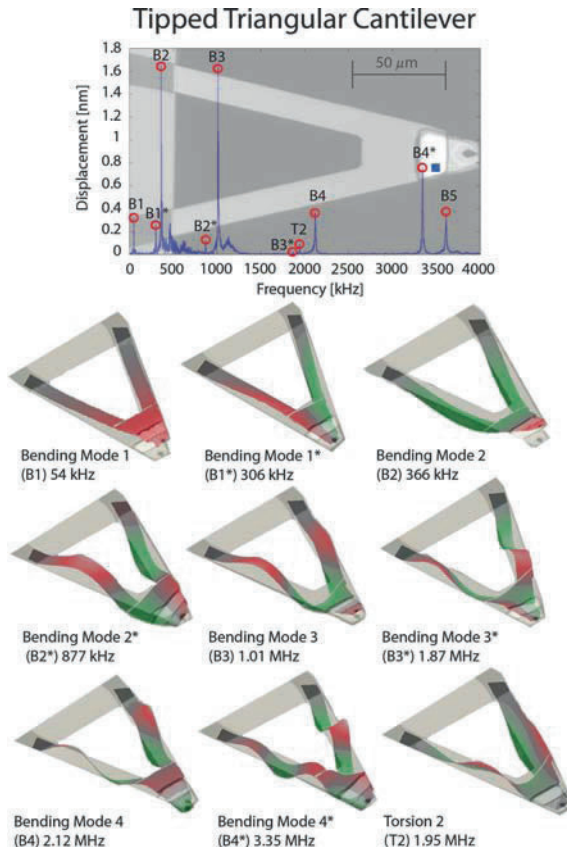 Tipped Triangular Cantilever
1.8
1.6
1.4
1.2
1
0.8
0.6
0.4
0.2
0
Displacement [nm]
B2
B3
50 μm
B4*
B1
B1*
B2*
B3*
T2
B4
B5
0 500 1000 1500 2000 2500 3000 3500 4000
Frequency [kHz]
Bending Mode 1
(B1) 54 kHz
Bending Mode 1*
(B1*) 306 kHz
Bending Mode 2
(B2) 366 kHz
Bending Mode 2*
(B2*) 877 kHz
Bending Mode 3
(B3) 1.01 MHz
Bending Mode 3*
(B3*) 1.87 MHz
Bending Mode 4
(B4) 2.12 MHz
Bending Mode 4*
(B4*) 3.35 MHz
Torsion 2
(T2) 1.95 MHz